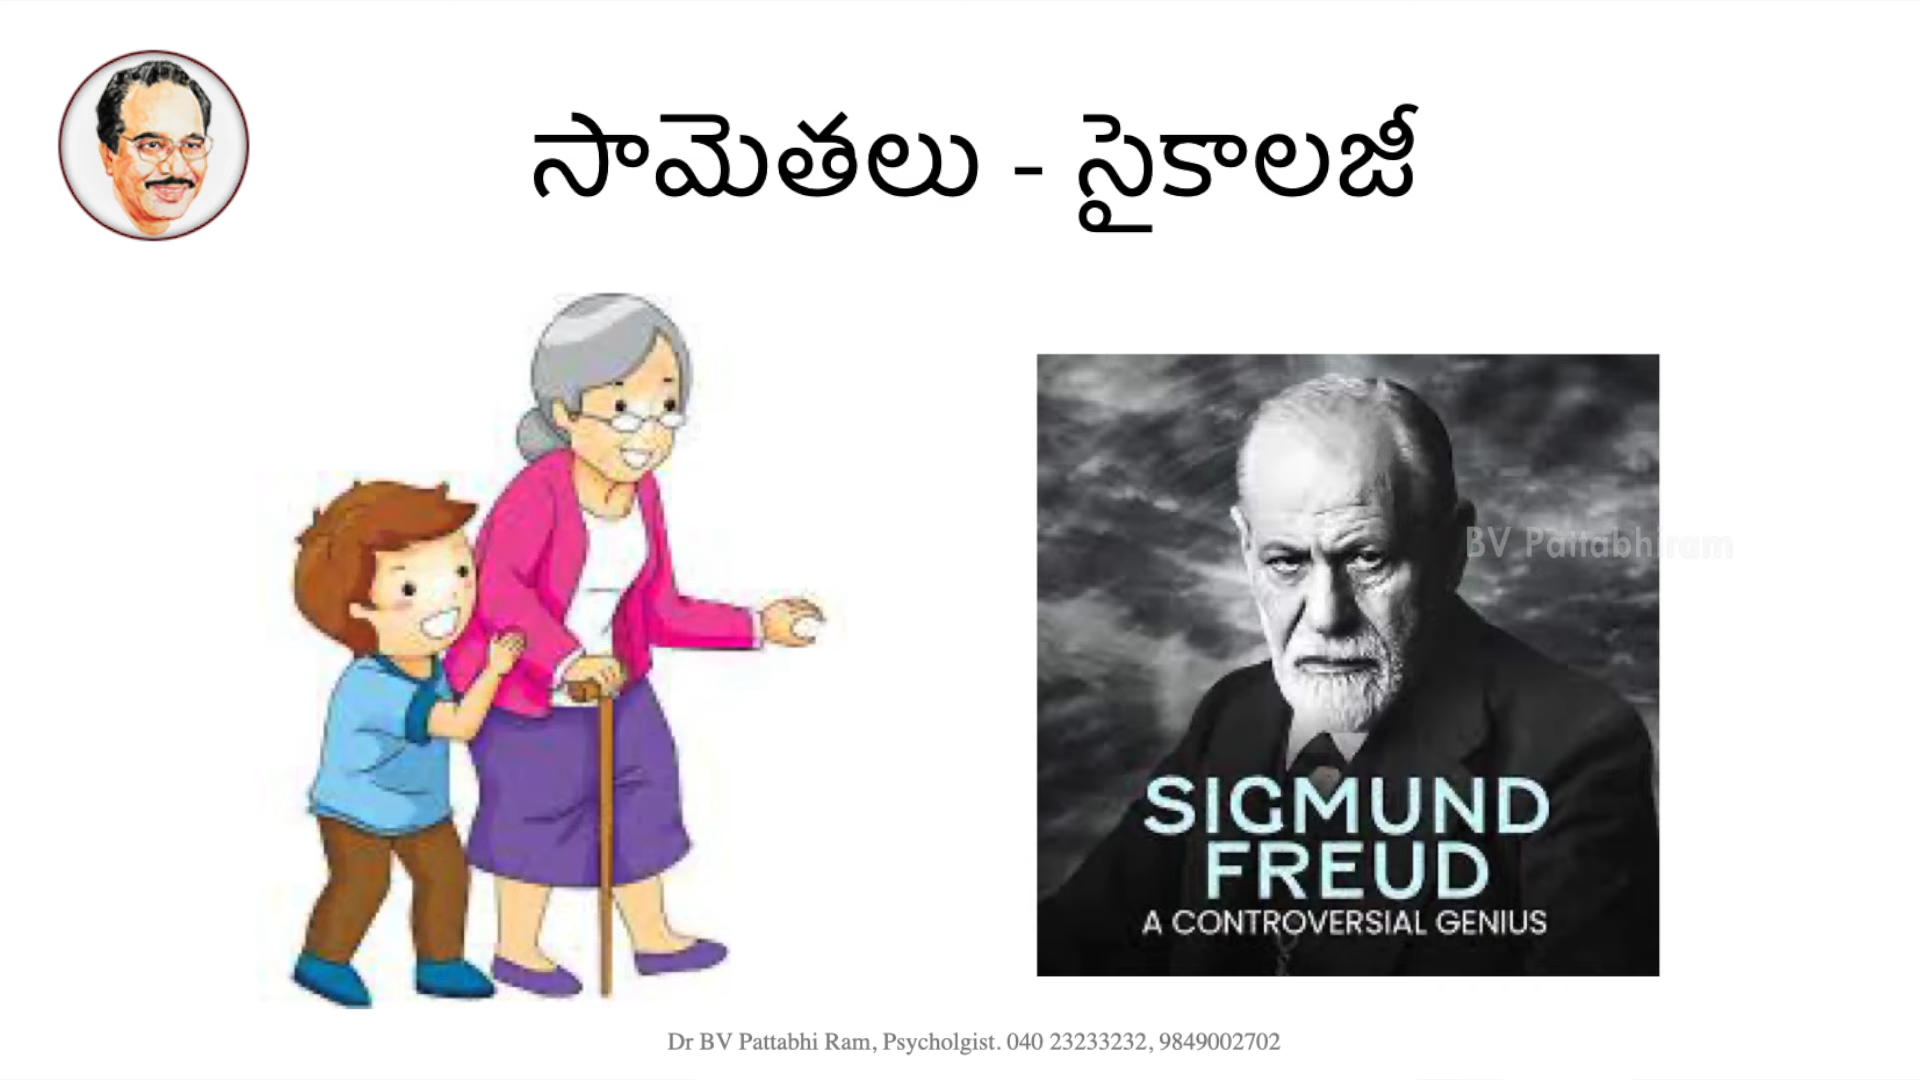 సామెతలు - సైకాలజీ
BV Pattabhiram
SIGMUND
FREUD
A CONTROVERSIAL GENIUS
Dr BV Pattabhi Ram, Psycholgist. 040 23233232, 9849002702